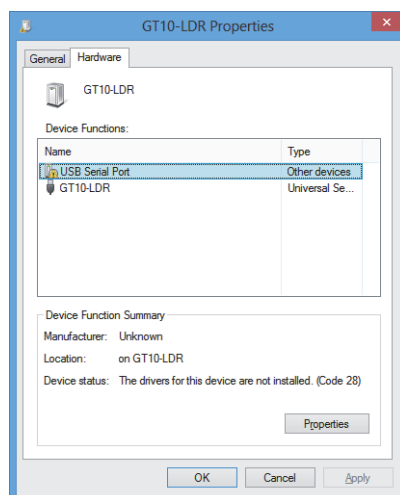 GT10-LDR Properties
General Hardware
GT10-LDR
Device Functions:
Name Type
USB Serial Port Other devices
GT10-LDR Universal Se...
Device Function Summary
Manufacturer: Unknown
Location: on GT10-LDR
Device status: The drivers for this device are not installed. (Code 28)
Properties
OK Cancel Apply